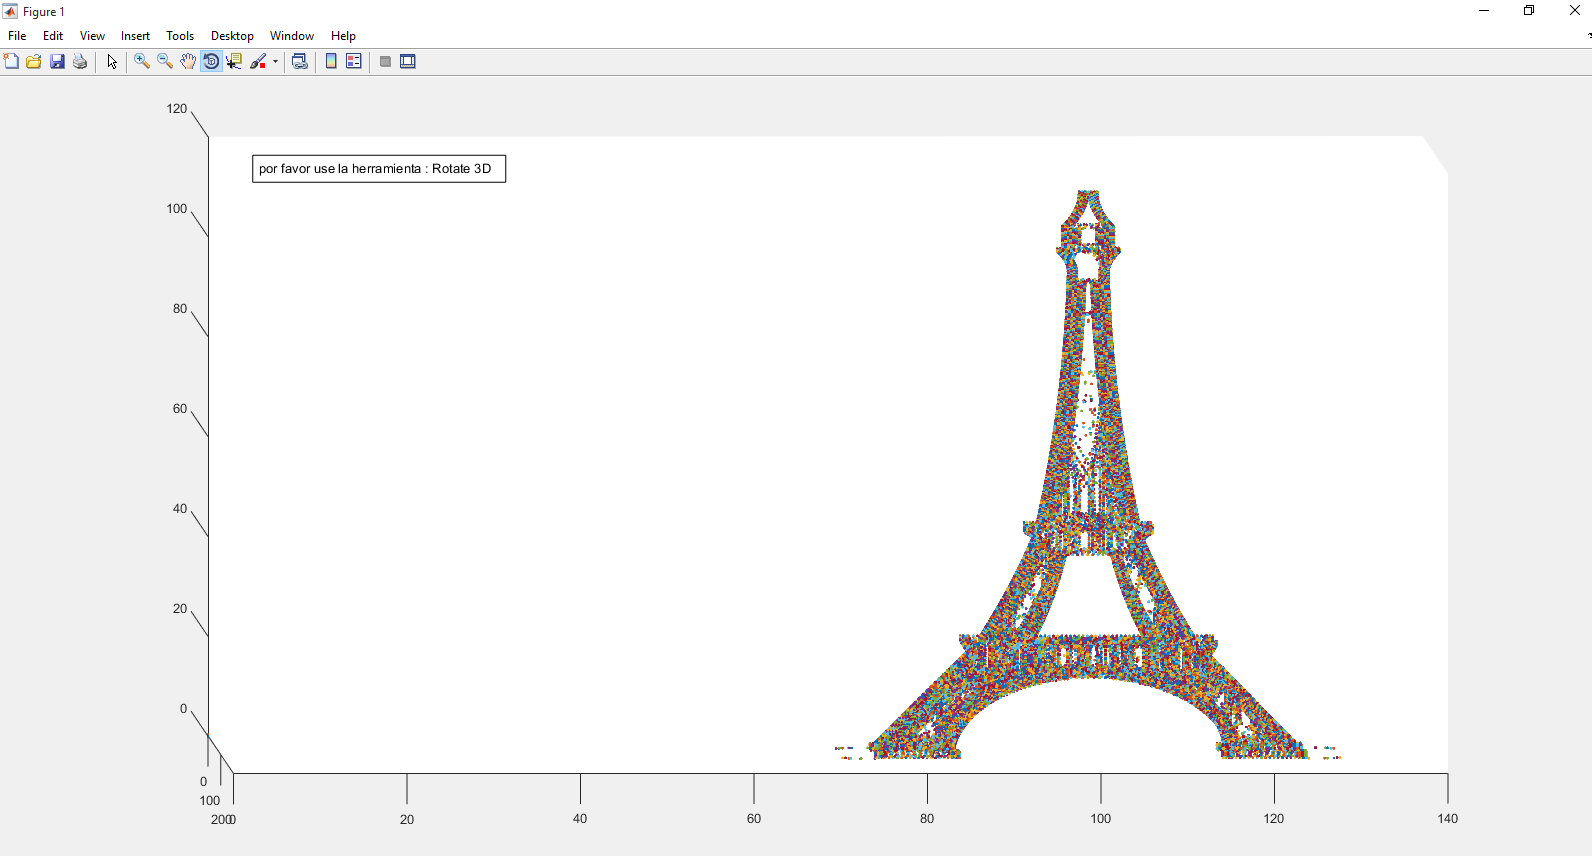 Figure 1
File Edit View Insert Tools Desktop Window Help
120
por favor use la herramienta : Rotate 3D
100
80
60
40
20
0
0
100
200
0 20 40 60 80 100 120 140